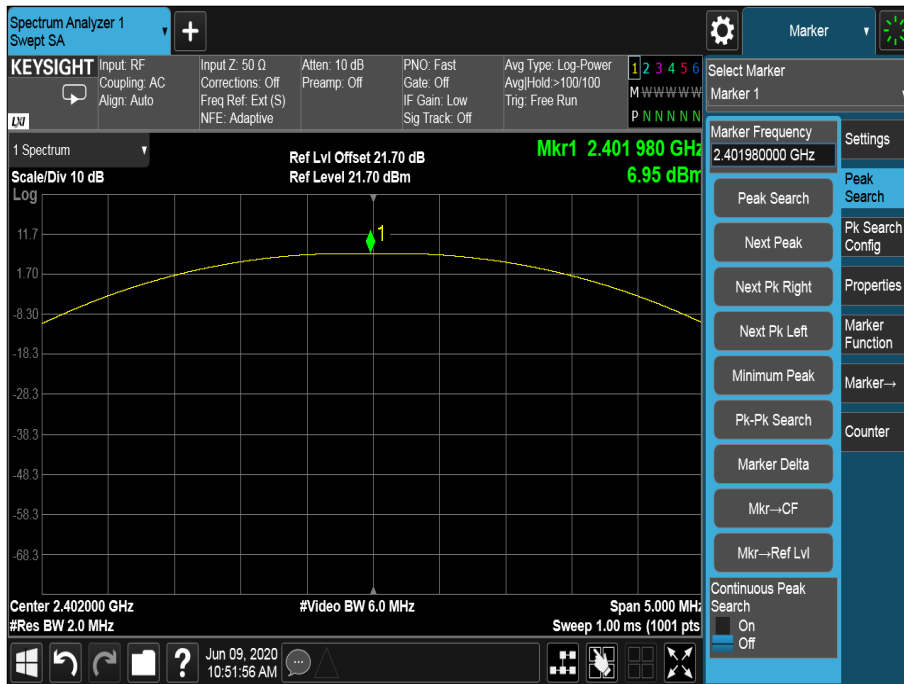 Spectrum Analyzer 1
Swept SA
Marker
KEYSIGHT
LXI
Input: RF
Coupling: AC
Align: Auto
Input Z: 50 Ω
Corrections: Off
Freq Ref: Ext (S)
NFE: Adaptive
Atten: 10 dB
Preamp: Off
PNO: Fast
Gate: Off
IF Gain: Low
Sig Track: Off
Avg Type: Log-Power
Avg|Hold:>100/100
Trig: Free Run
1 2 3 4 5 6
M W W W W W
P N N N N N
Select Marker
Marker 1
1 Spectrum
Scale/Div 10 dB
Ref Lvl Offset 21.70 dB
Ref Level 21.70 dBm
Mkr1 2.401 980 GHz
6.95 dBm
Log
11.7
1.70
-8.30
-18.3
-28.3
-38.3
-48.3
-58.3
-68.3
1
Center 2.402000 GHz
#Res BW 2.0 MHz
#Video BW 6.0 MHz
Span 5.000 MHz
Sweep 1.00 ms (1001 pts
Marker Frequency
2.401980000 GHz
Peak Search
Next Peak
Next Pk Right
Next Pk Left
Minimum Peak
Pk-Pk Search
Marker Delta
Mkr→CF
Mkr→Ref Lvl
Continuous Peak
Search
On
Off
Settings
Peak
Search
Pk Search
Config
Properties
Marker
Function
Marker→
Counter
?
Jun 09, 2020
10:51:56 AM